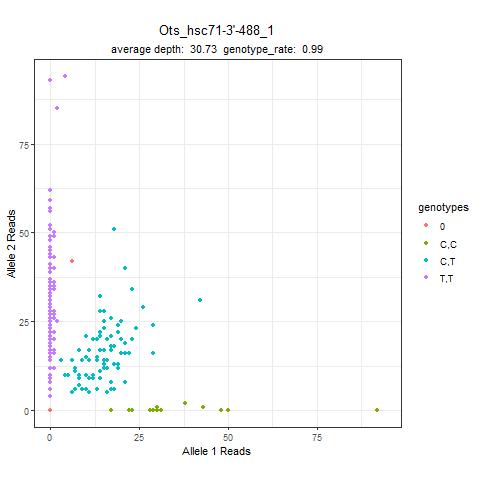 Ots_hsc71-3'-488_1
average depth: 30.73 genotype_rate: 0.99
Allele 2 Reads
75
50
25
0
0
25
50
75
Allele 1 Reads
genotypes
0
C,C
C,T
T,T